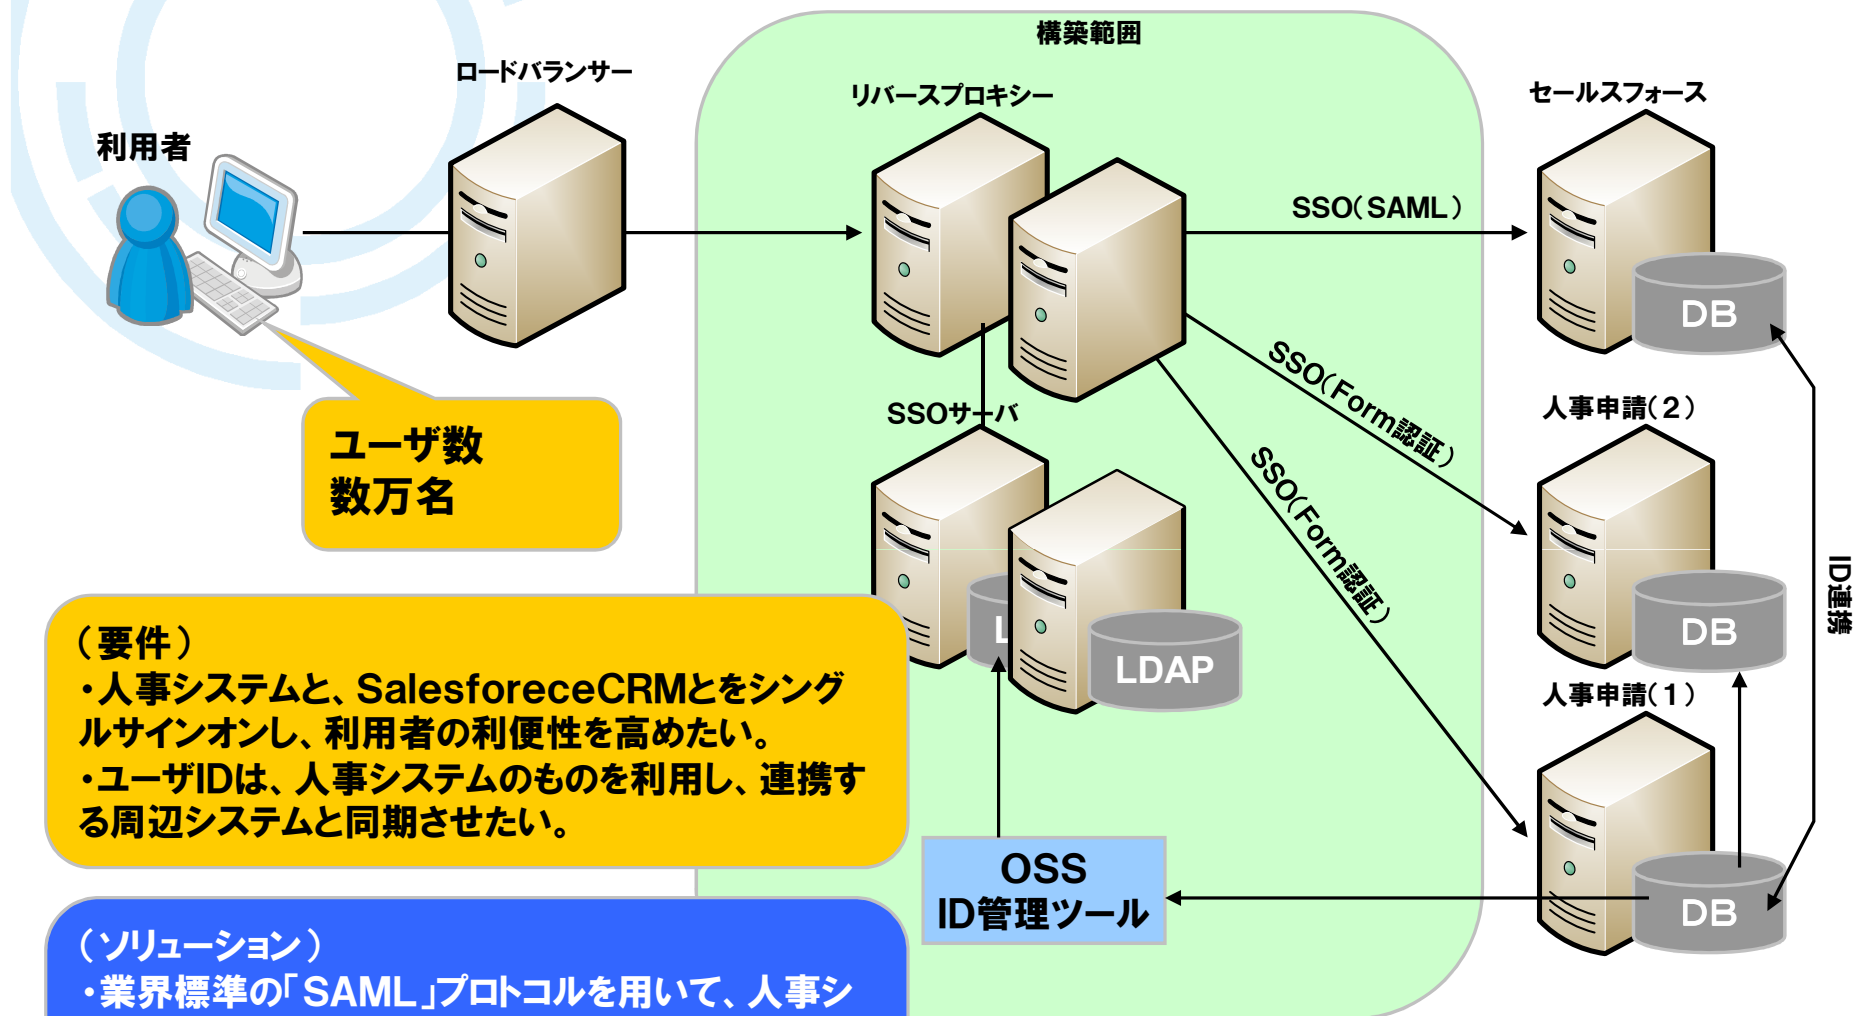 構築範囲
ロードバランサー
リバースプロキシー
セールスフォース
利用者
SSO(SAML)
DB
SSO(Form認証)
人事申請(2)
SSOサーバ
ユーザ数
数万名
SSO(Form認証)
ID連携
L
LDAP
DB
(要件)
・人事システムと、SalesforeceCRMとをシング
ルサインオンし、利用者の利便性を高めたい。
・ユーザIDは、人事システムのものを利用し、連携す
る周辺システムと同期させたい。
人事申請(1)
OSS
ID管理ツール
DB
(ソリューション)
・業界標準の「SAML」プロトコルを用いて、人事シ